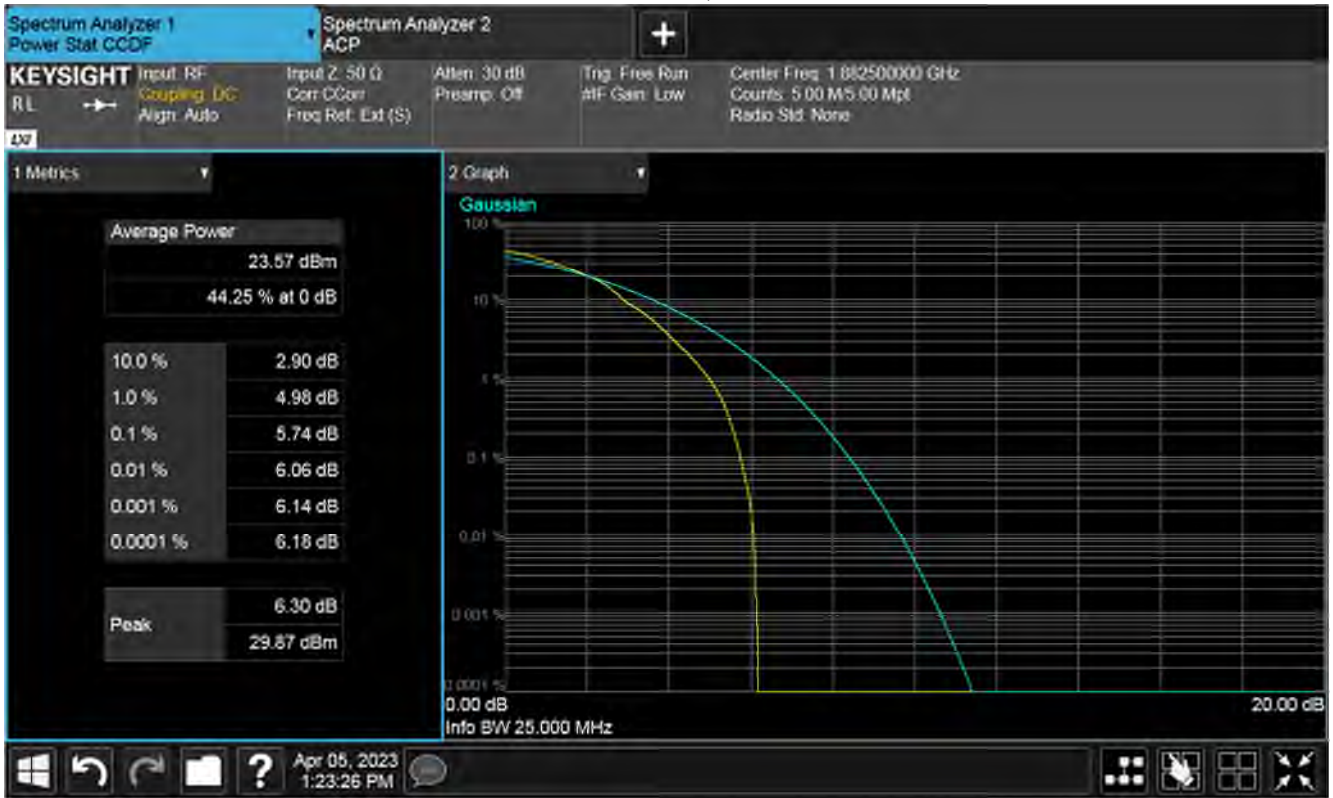 Spectrum Analyzer 1
Power Stat CCDF
Spectrum Analyzer 2
ACP
KEYSIGHT
RL
LXI
Input: RF
Coupling: DC
Align: Auto
Input Z: 50 Ω
Corr CCorr
Freq Ref: Ext (S)
Atten: 30 dB
Preamp: Off
Trig: Free Run
#IF Gain: Low
Center Freq: 1.882500000 GHz
Counts: 5.00 M/5.00 Mpt
Radio Std: None
1 Metrics
Average Power
23.57 dBm
44.25 % at 0 dB
10.0 % 2.90 dB
1.0 % 4.98 dB
0.1 % 5.74 dB
0.01 % 6.06 dB
0.001 % 6.14 dB
0.0001 % 6.18 dB
Peak
6.30 dB
29.87 dBm
2 Graph
Gaussian
100 %
10 %
1 %
0.1 %
0.01 %
0.001 %
0.0001 %
0.00 dB
20.00 dB
Info BW 25.000 MHz
Apr 05, 2023
1:23:26 PM